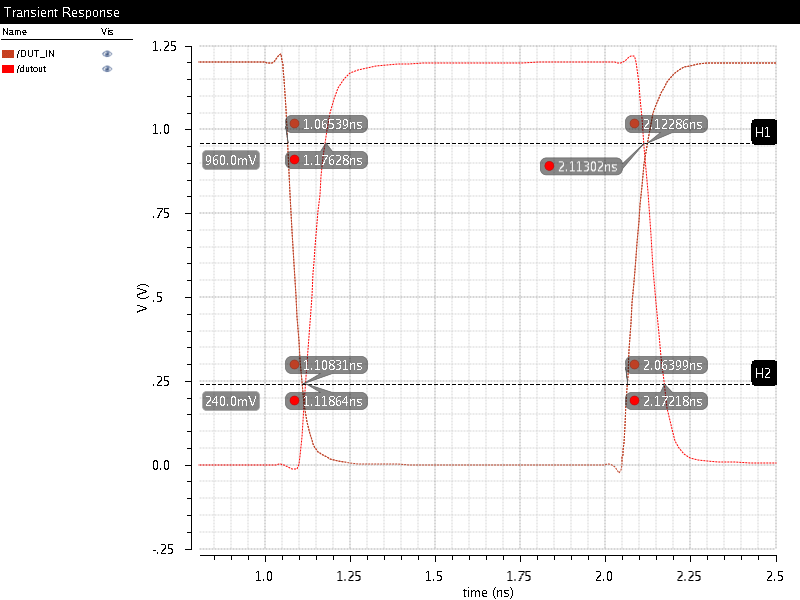 Transient Response
Name Vis
/DUT_IN
/dutout
1.25
1.0
.75
.5
.25
0.0
-.25
V (V)
1.06539ns
2.12286ns
H1
960.0mV
1.17628ns
2.11302ns
1.10831ns
2.06399ns
H2
240.0mV
1.11864ns
2.17218ns
1.0 1.25 1.5 1.75 2.0 2.25 2.5
time (ns)